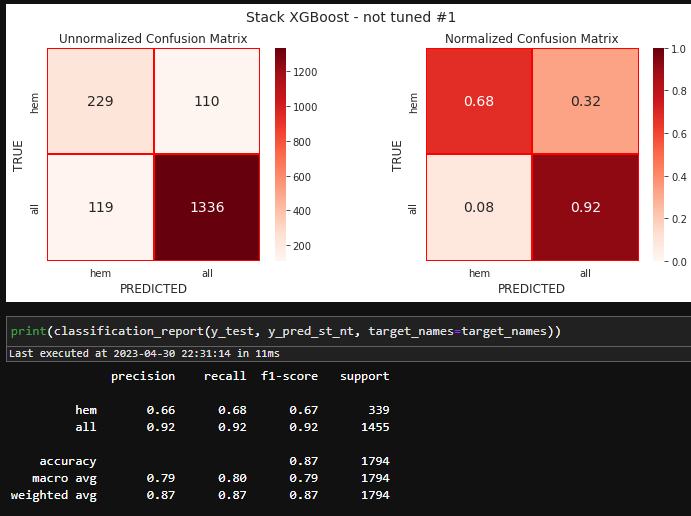 Stack XGBoost - not tuned #1
Unnormalized Confusion Matrix
Normalized Confusion Matrix
hem
229
110
TRUE
all
119
1336
hem
all
PREDICTED
1200
1000
800
600
400
200
hem
0.68
0.32
TRUE
all
0.08
0.92
hem
all
PREDICTED
1.0
0.8
0.6
0.4
0.2
0.0
print(classification_report(y_test, y_pred_st_nt, target_names=target_names))
Last executed at 2023-04-30 22:31:14 in 11ms
precision recall f1-score support
hem 0.66 0.68 0.67 339
all 0.92 0.92 0.92 1455
accuracy 0.87 1794
macro avg 0.79 0.80 0.79 1794
weighted avg 0.87 0.87 0.87 1794